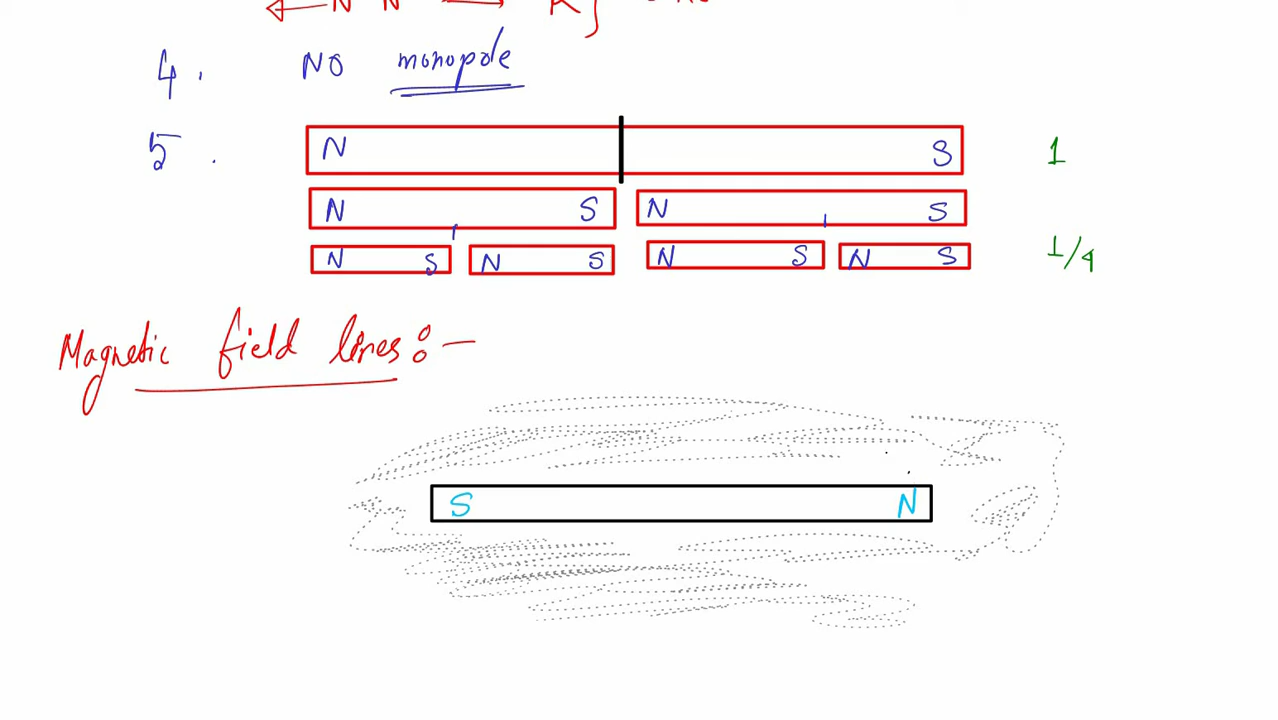 N N
4. NO monopole
5. N S 1
N S N S
N S N S N S N S 1/4
Magnetic field lines:-
S N